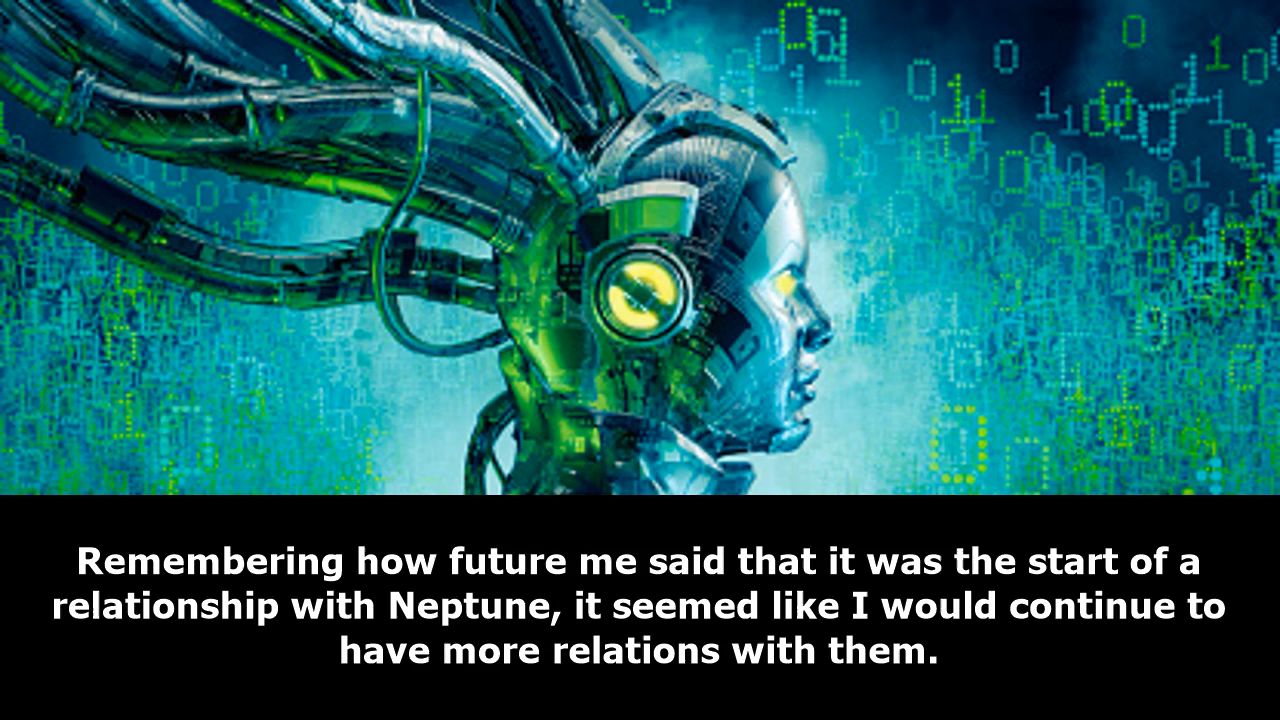 Remembering how future me said that it was the start of a
relationship with Neptune, it seemed like I would continue to
have more relations with them.